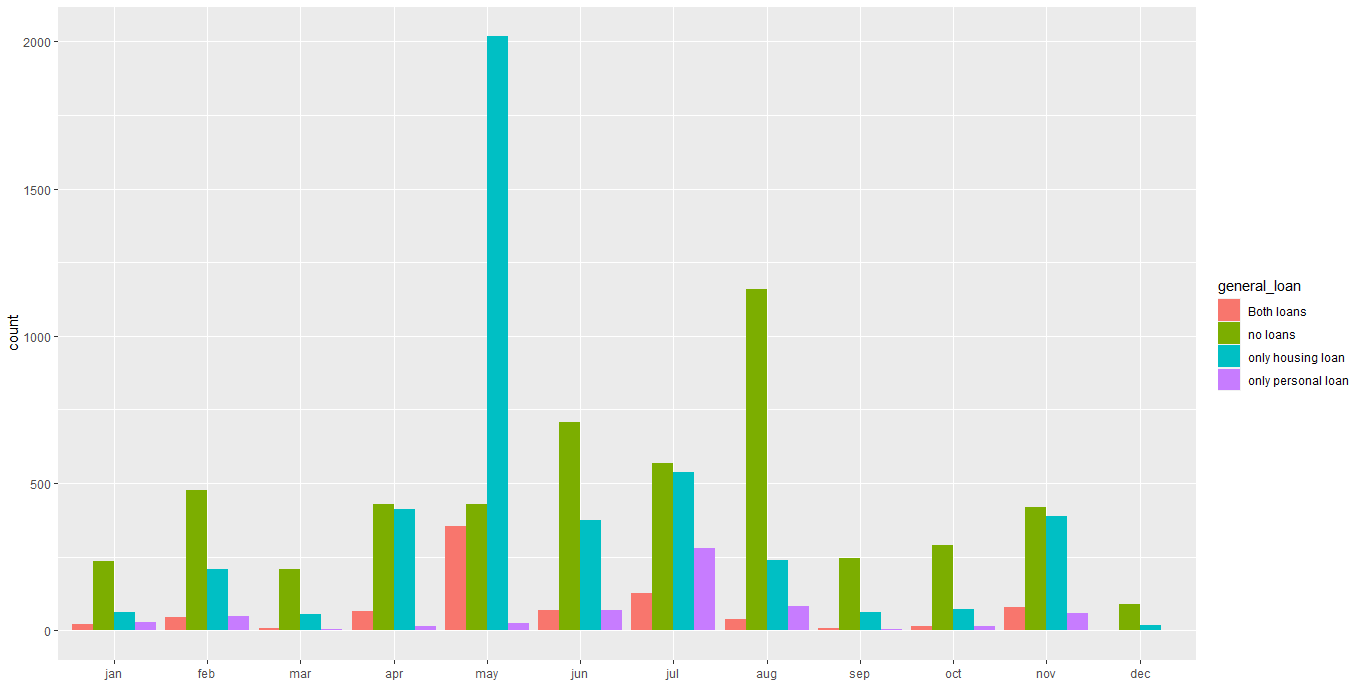 2000
1500
1000
500
0
count
jan feb mar apr may jun jul aug sep oct nov dec
general_loan
Both loans
no loans
only housing loan
only personal loan